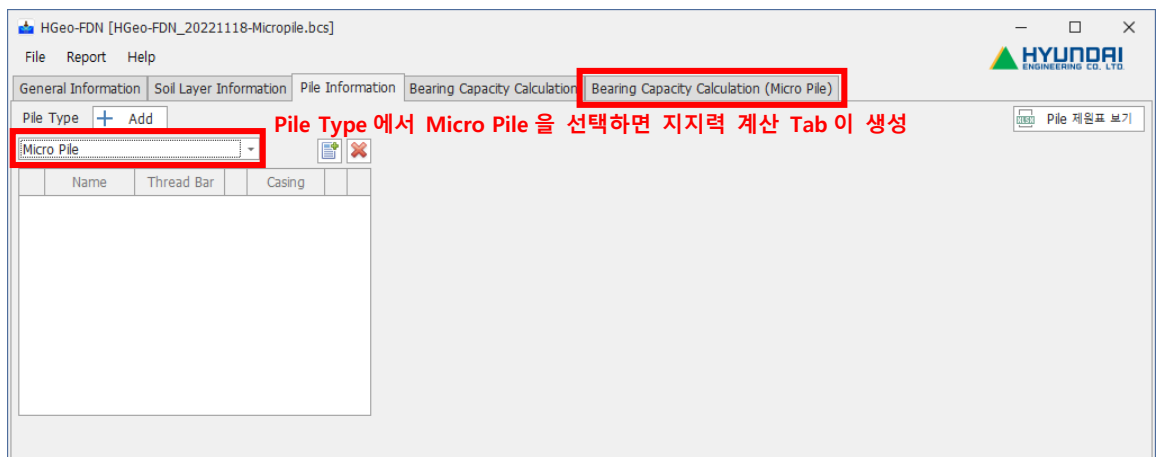 HGeo-FDN [HGeo-FDN_20221118-Micropile.bcs]
File Report Help
HYUNDAI
ENGINEERING CO. LTD.
General Information Soil Layer Information Pile Information Bearing Capacity Calculation Bearing Capacity Calculation (Micro Pile)
Pile Type + Add
Pile Type 에서 Micro Pile 을 선택하면 지지력 계산 Tab 이 생성
Pile 제원표 보기
Micro Pile
Name Thread Bar Casing